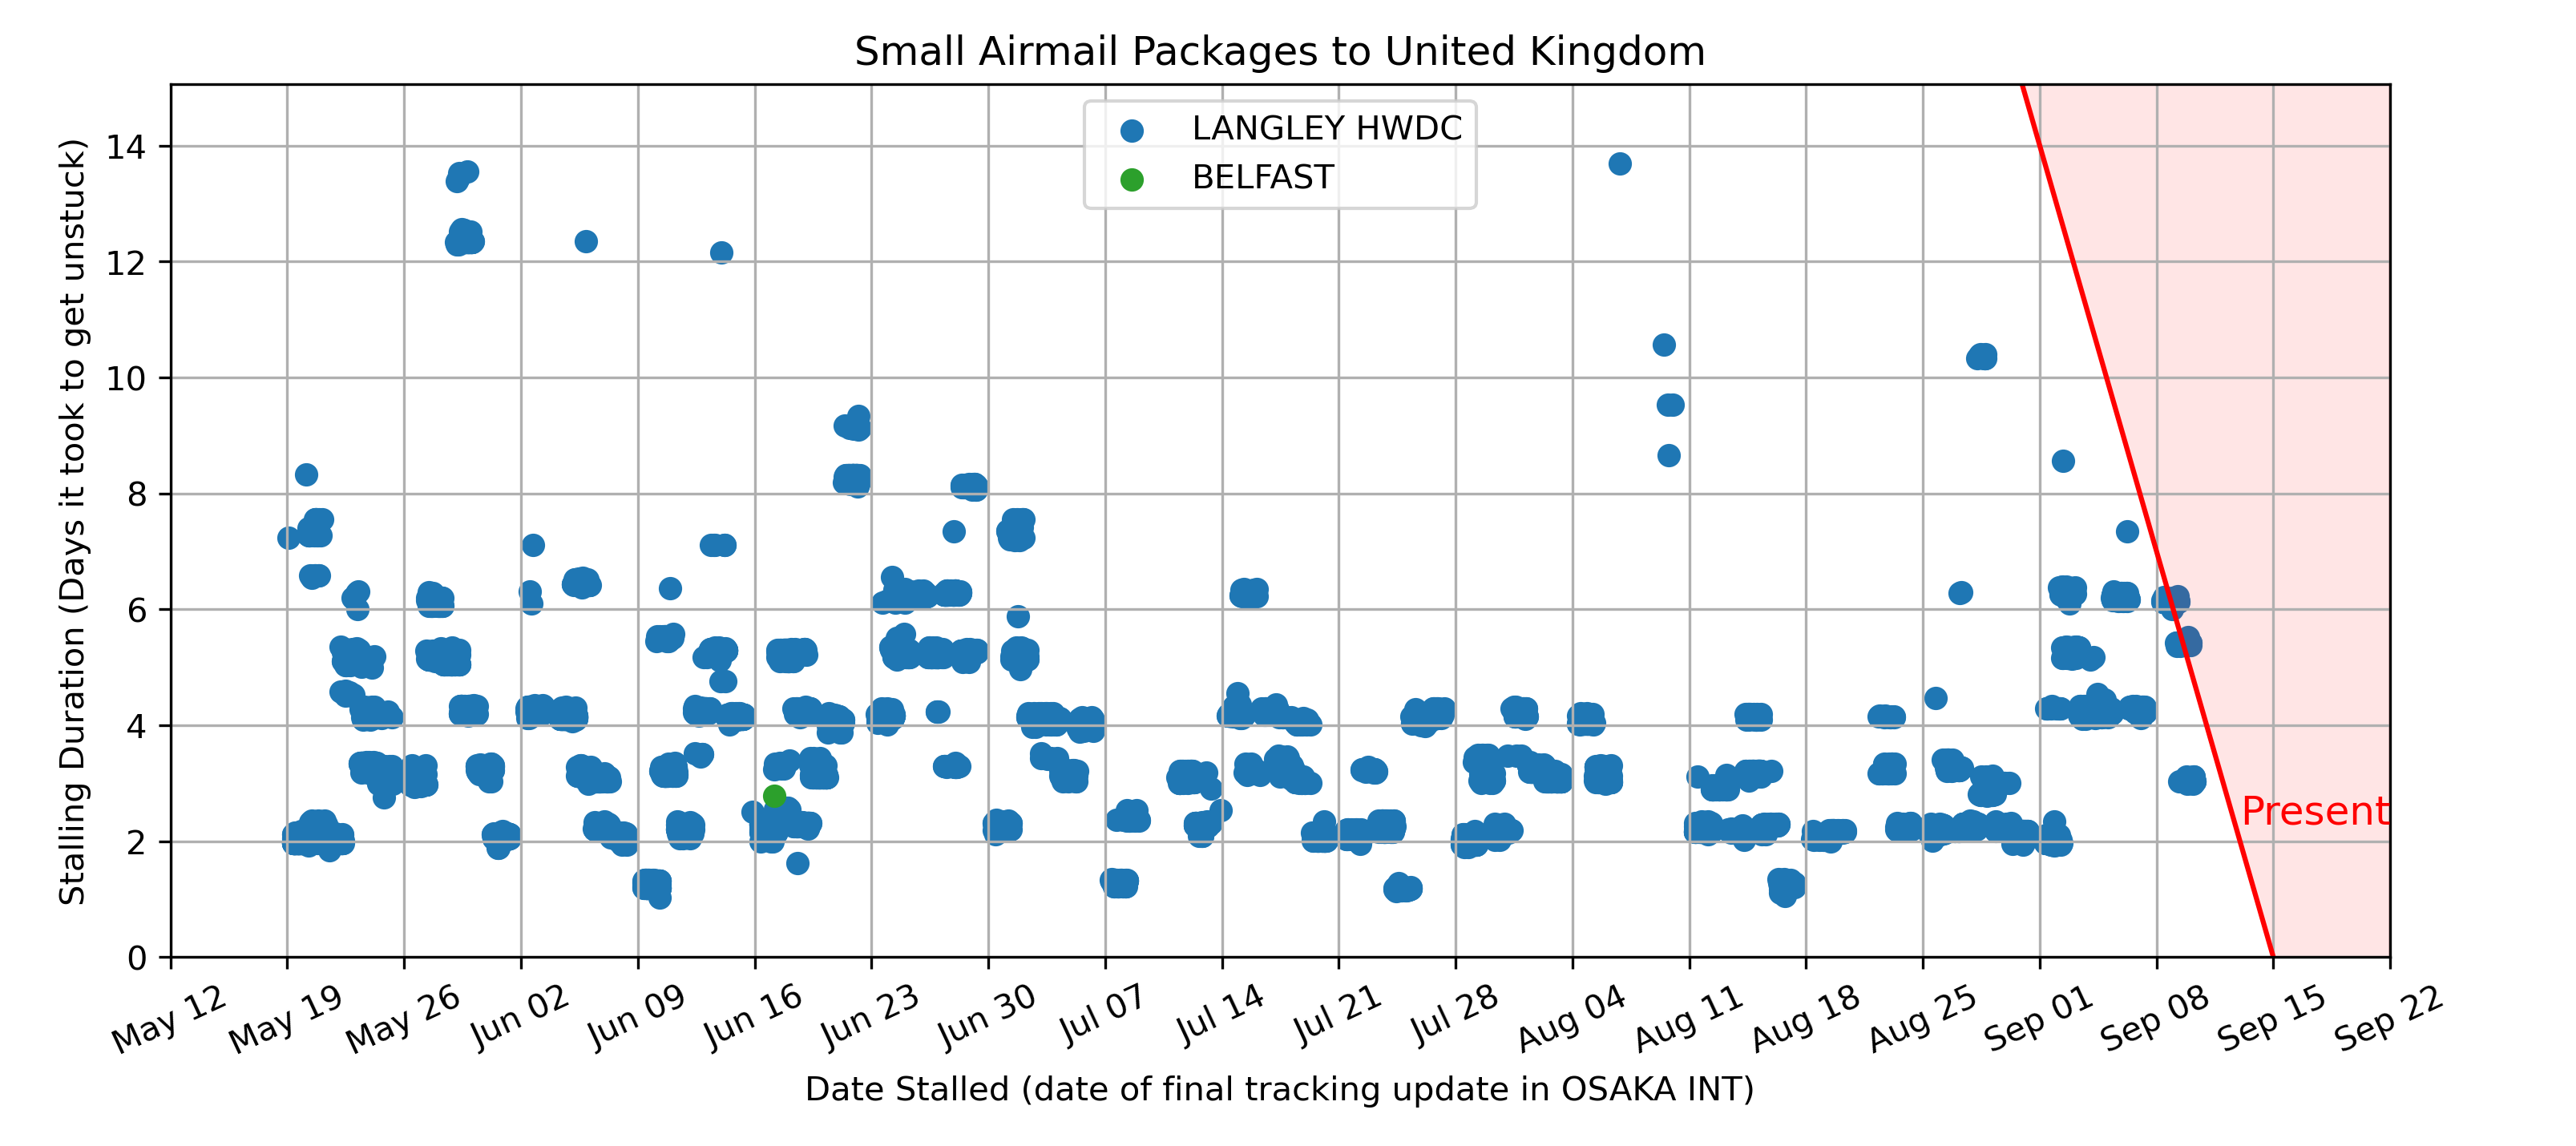 Small Airmail Packages to United Kingdom
LANGLEY HWDC
BELFAST
14
12
10
8
6
4
2
0
Stalling Duration (Days it took to get unstuck)
Present
May 12
May 19
May 26
Jun 02
Jun 09
Jun 16
Jun 23
Jun 30
Jul 07
Jul 14
Jul 21
Jul 28
Aug 04
Aug 11
Aug 18
Aug 25
Sep 01
Sep 08
Sep 15
Sep 22
Date Stalled (date of final tracking update in OSAKA INT)